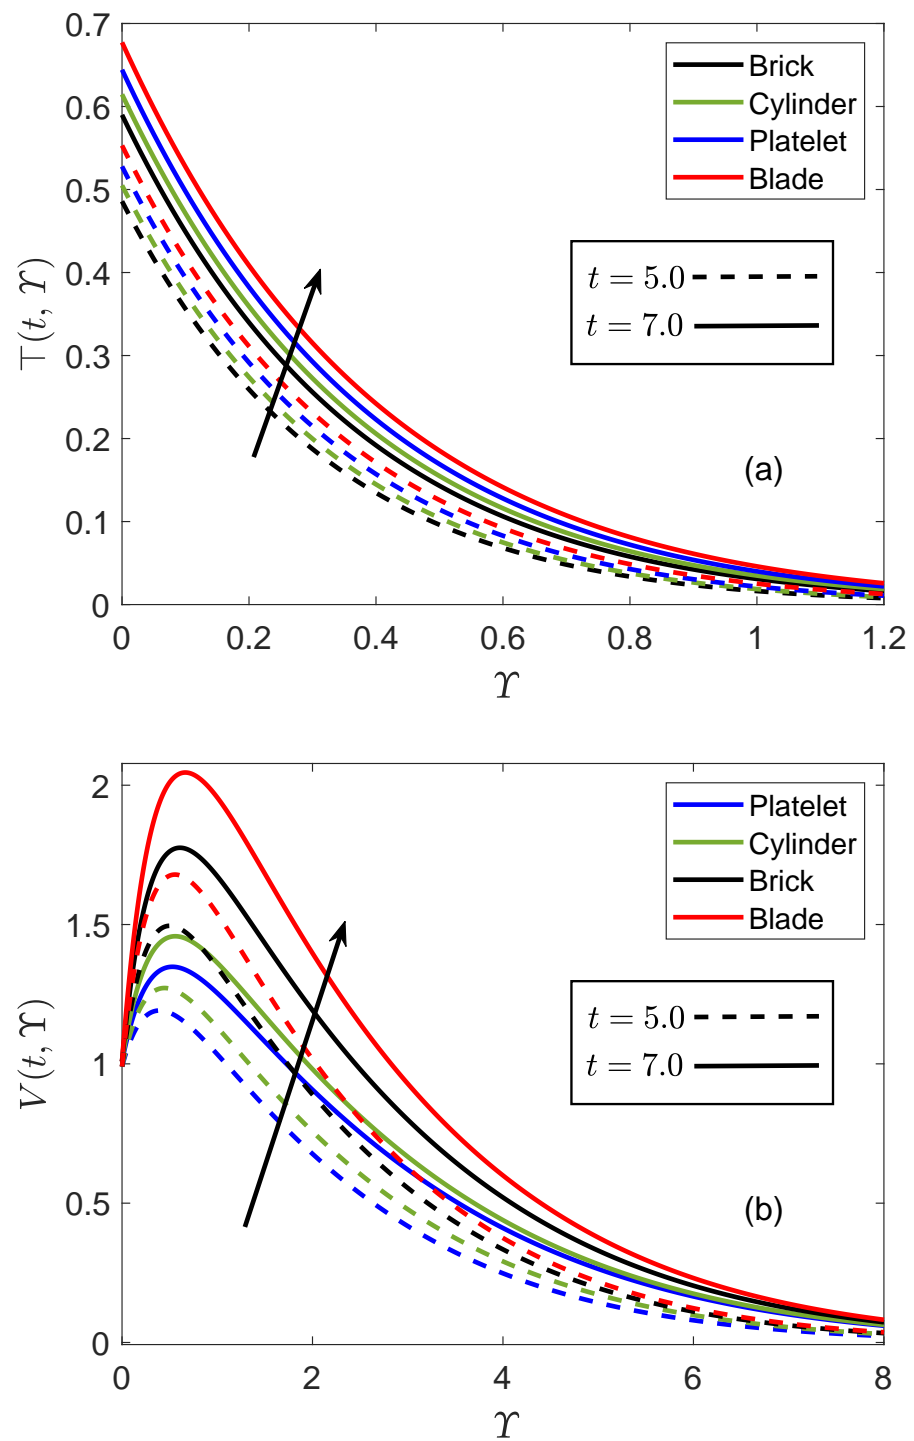 0.7
0.6
0.5
0.4
0.3
0.2
0.1
0
T(t, ϒ)
Brick
Cylinder
Platelet
Blade
t = 5.0
t = 7.0
(a)
0 0.2 0.4 0.6 0.8 1 1.2
ϒ
2
1.5
1
0.5
0
V(t, ϒ)
Platelet
Cylinder
Brick
Blade
t = 5.0
t = 7.0
(b)
0 2 4 6 8
ϒ